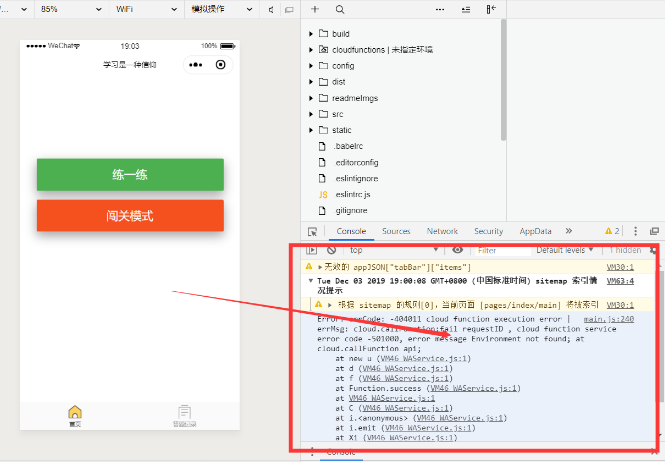 85%
WiFi
模拟操作
WeChat
19:03
100%
学习是一种信仰
练一练
闯关模式
首页
build
cloudfunctions | 未指定环境
config
dist
readmeImgs
src
static
.babelrc
.editorconfig
.eslintignore
JS
.eslintrc.js
.gitignore
Console
Sources
Network
Security
AppData
2
top
Filter
Default levels
1 hidden
无效的 appJSON["tabBar"]["items"]
VM30:1
Tue Dec 03 2019 19:00:08 GMT+0800 (中国标准时间) sitemap 索引情况提示
VM63:4
根据 sitemap 的规则[0]，当前页面 [pages/index/main] 将被索引
VM30:1
Error: errCode: -404011 cloud function execution error |
main.js:240
errMsg: cloud.callFunction:fail requestID , cloud function service
error code -501000, error message Environment not found; at
cloud.callFunction api;
at new u (VM46 WAService.js:1)
at d (VM46 WAService.js:1)
at f (VM46 WAService.js:1)
at Function.success (VM46 WAService.js:1)
at VM46 WAService.js:1
at C (VM46 WAService.js:1)
at i.<anonymous> (VM46 WAService.js:1)
at i.emit (VM46 WAService.js:1)
at Xi (VM46 WAService.js:1)
Console